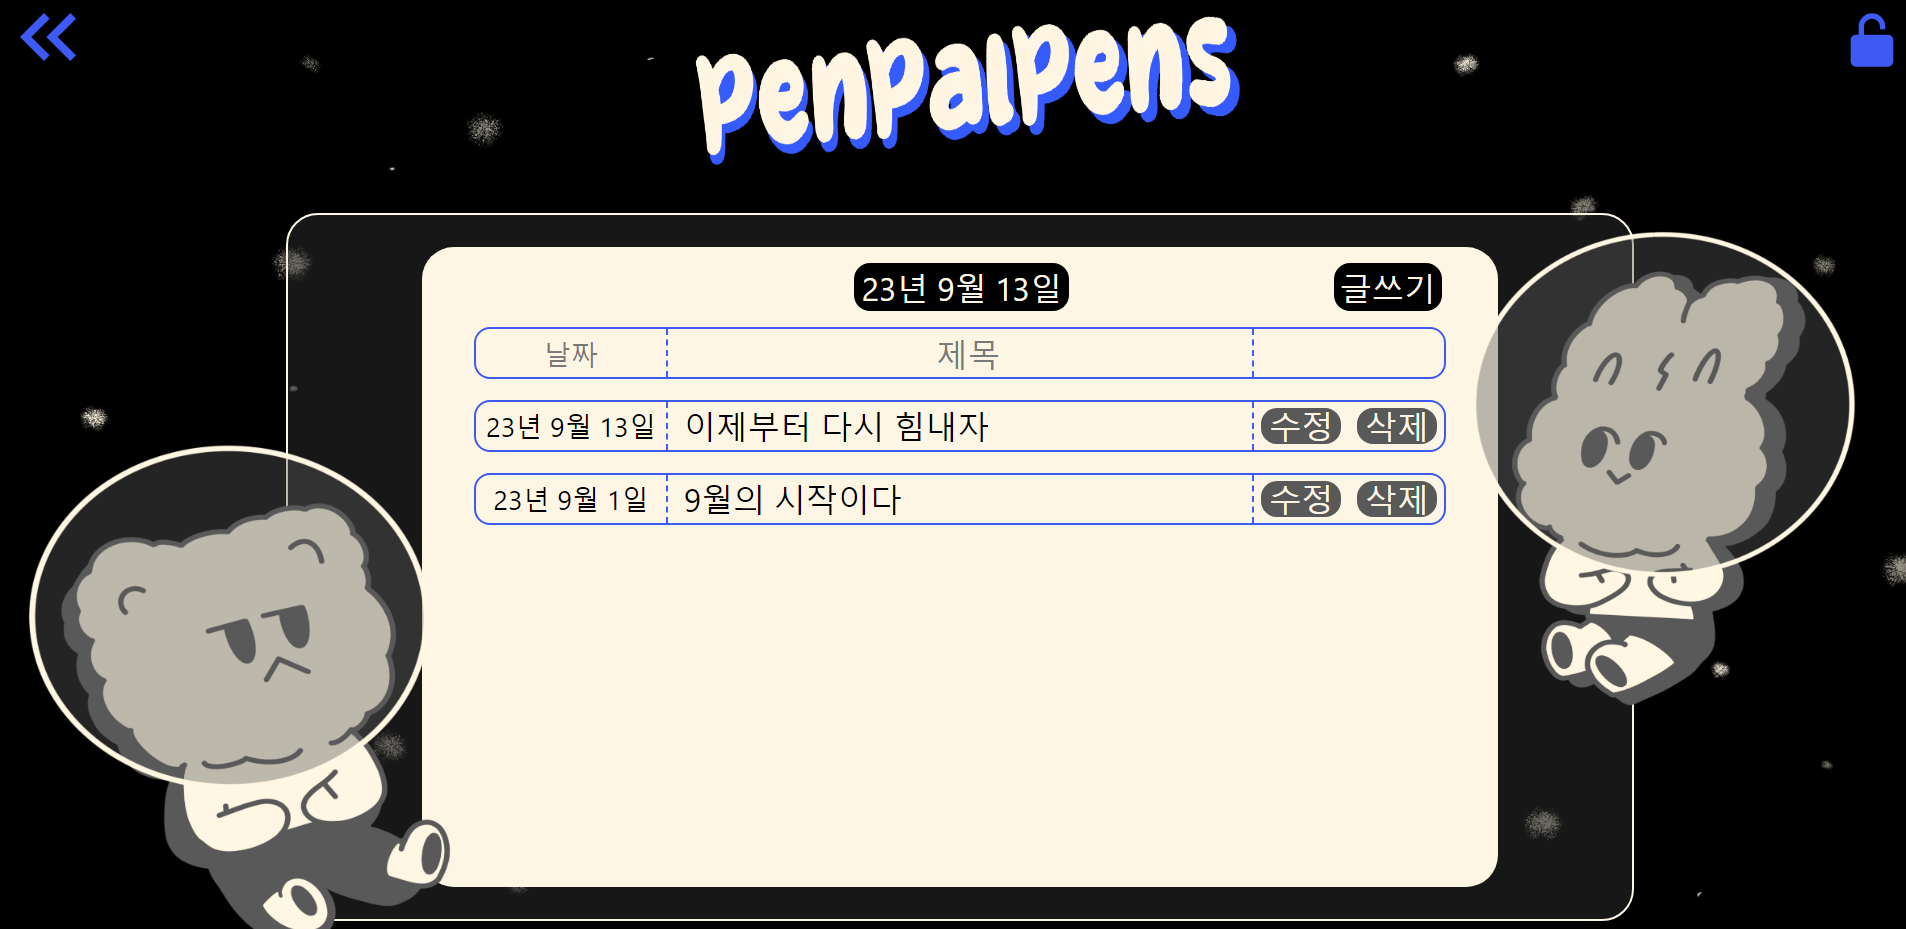 penpalpens
23년 9월 13일 글쓰기
날짜 제목
23년 9월 13일 이제부터 다시 힘내자 수정 삭제
23년 9월 1일 9월의 시작이다 수정 삭제